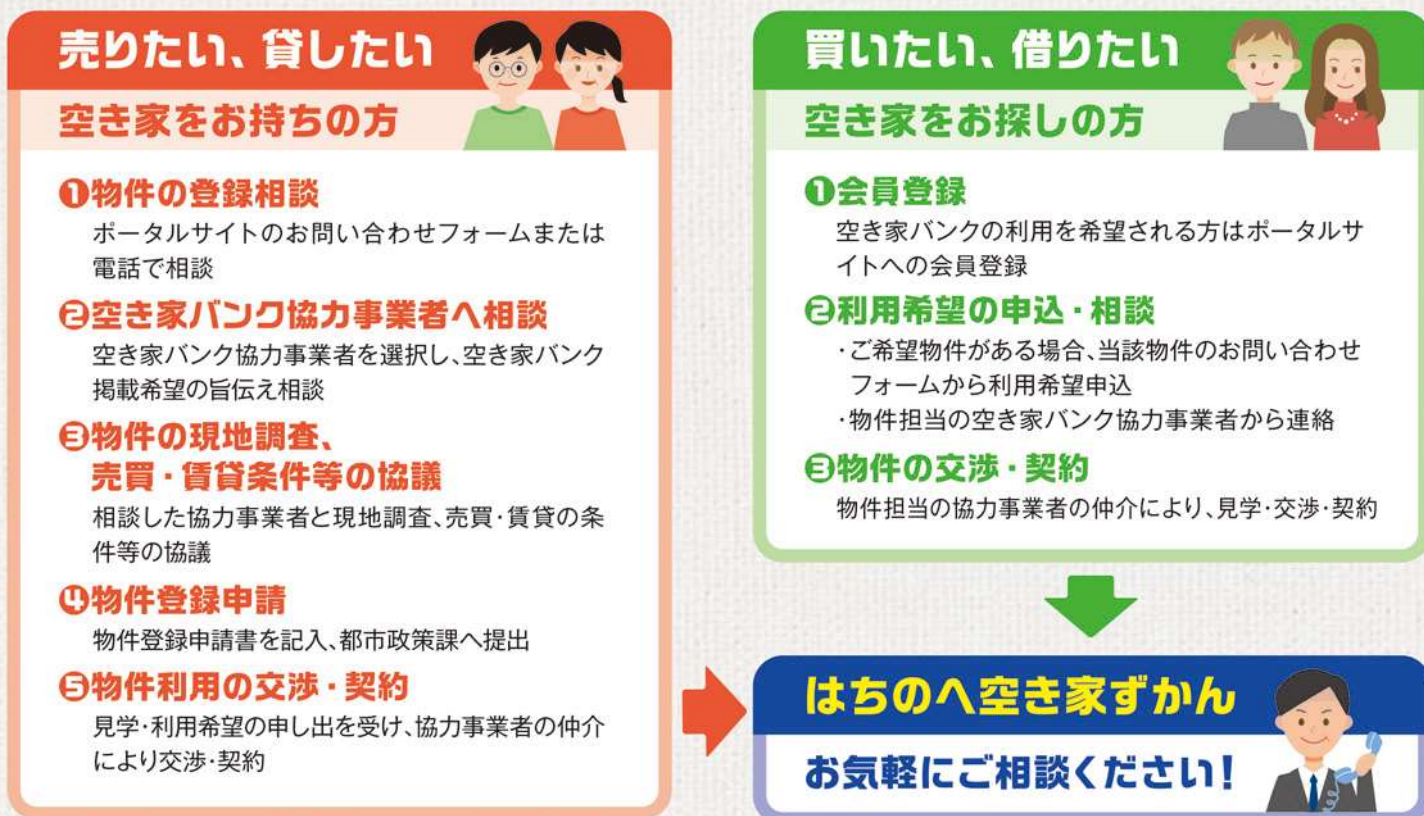 売りたい、貸したい
空き家をお持ちの方
❶物件の登録相談
ポータルサイトのお問い合わせフォームまたは
電話で相談
❷空き家バンク協力事業者へ相談
空き家バンク協力事業者を選択し、空き家バンク
掲載希望の旨伝え相談
❸物件の現地調査、
売買・賃貸条件等の協議
相談した協力事業者と現地調査、売買・賃貸の条
件等の協議
❹物件登録申請
物件登録申請書を記入、都市政策課へ提出
❺物件利用の交渉・契約
見学・利用希望の申し出を受け、協力事業者の仲介
により交渉・契約
買いたい、借りたい
空き家をお探しの方
❶会員登録
空き家バンクの利用を希望される方はポータルサ
イトへの会員登録
❷利用希望の申込・相談
・ご希望物件がある場合、当該物件のお問い合わせ
フォームから利用希望申込
・物件担当の空き家バンク協力事業者から連絡
❸物件の交渉・契約
物件担当の協力事業者の仲介により、見学・交渉・契約
はちのへ空き家ずかん
お気軽にご相談ください!